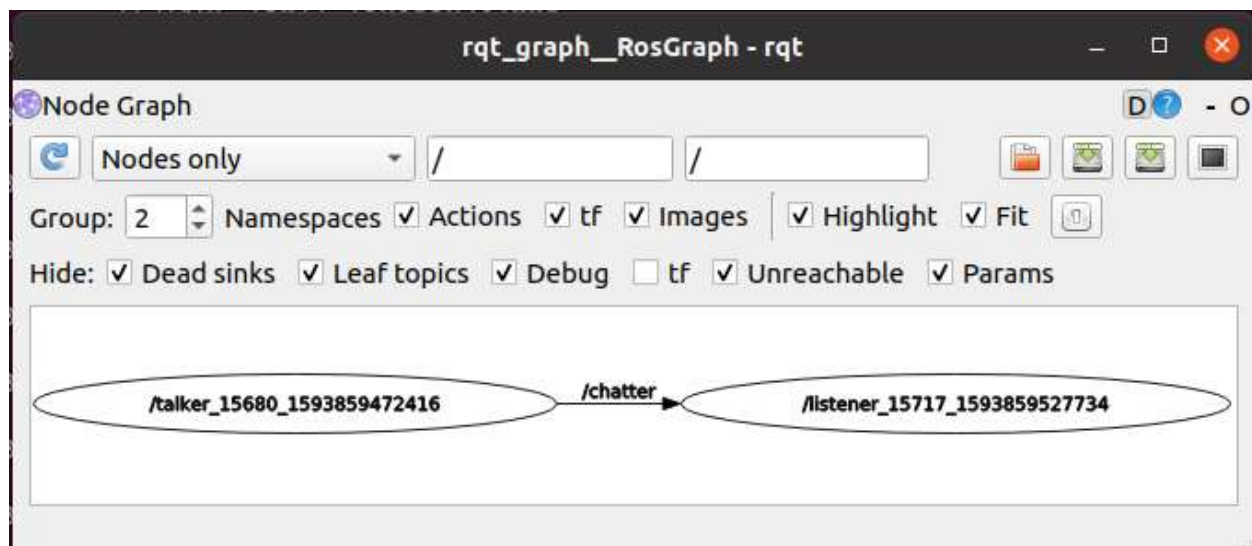 rqt_graph__RosGraph - rqt
Node Graph D ? - O
Nodes only / /
Group: 2 Namespaces Actions tf Images Highlight Fit
Hide: Dead sinks Leaf topics Debug tf Unreachable Params
/talker_15680_1593859472416 /chatter /listener_15717_1593859527734